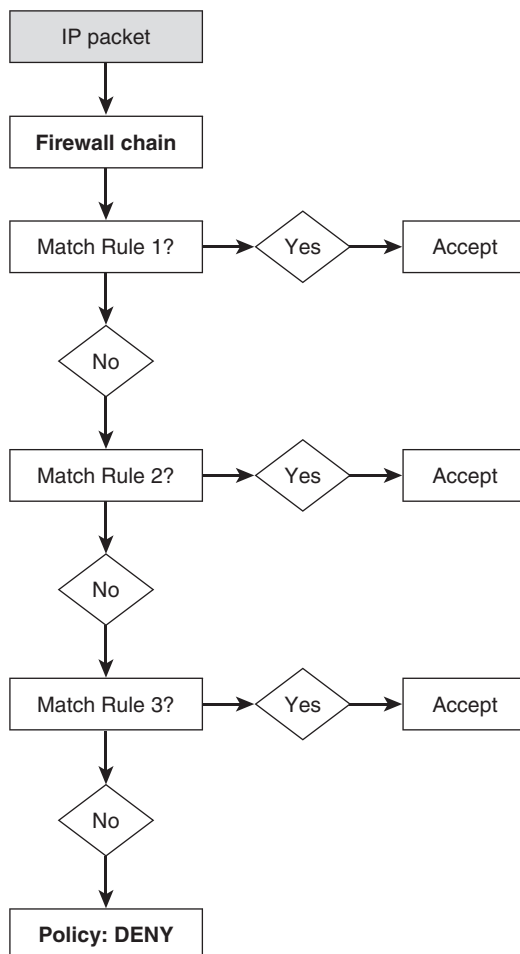 IP packet
Firewall chain
Match Rule 1?
Yes
Accept
No
Match Rule 2?
Yes
Accept
No
Match Rule 3?
Yes
Accept
No
Policy: DENY